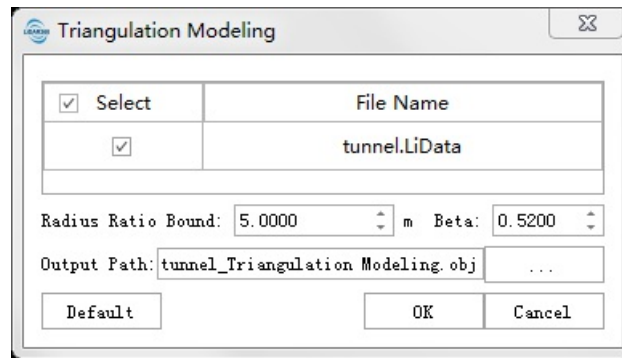 Triangulation Modeling
Select File Name
tunnel.LiData
Radius Ratio Bound: 5.0000 m Beta: 0.5200
Output Path: tunnel_Triangulation Modeling.obj ...
Default OK Cancel